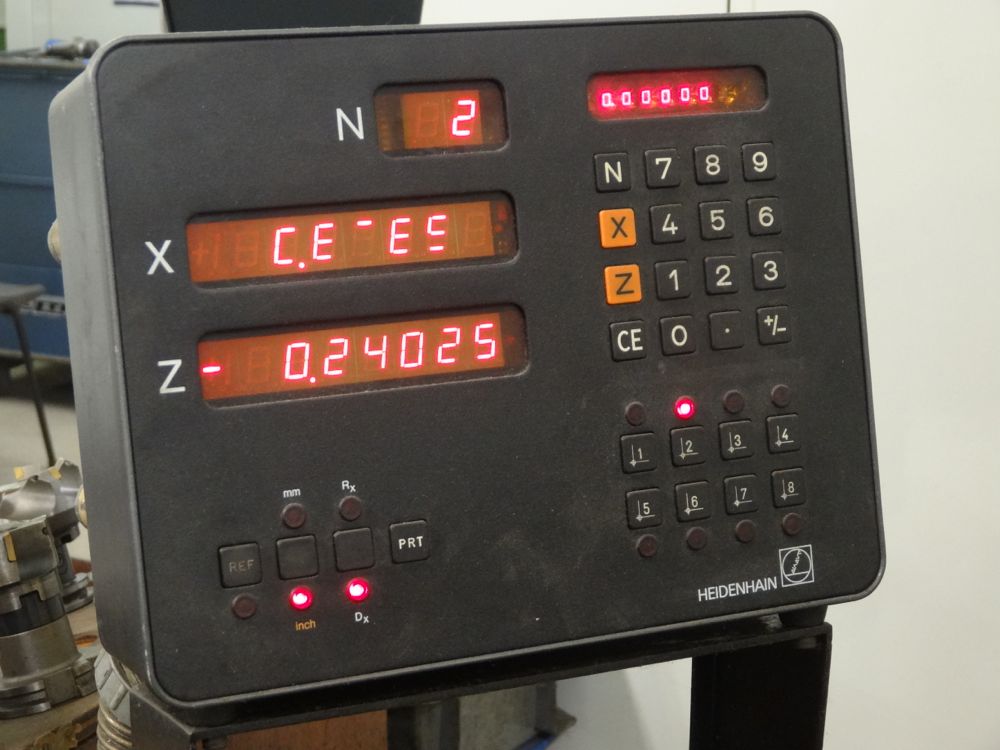 N 2
0.00000
N 7 8 9
X C.E¯ES
X 4 5 6
Z 1 2 3
Z - 0.24025
CE 0 . +/-
1 2 3 4
mm Rx
5 6 7 8
REF PRT
inch Dx
HEIDENHAIN